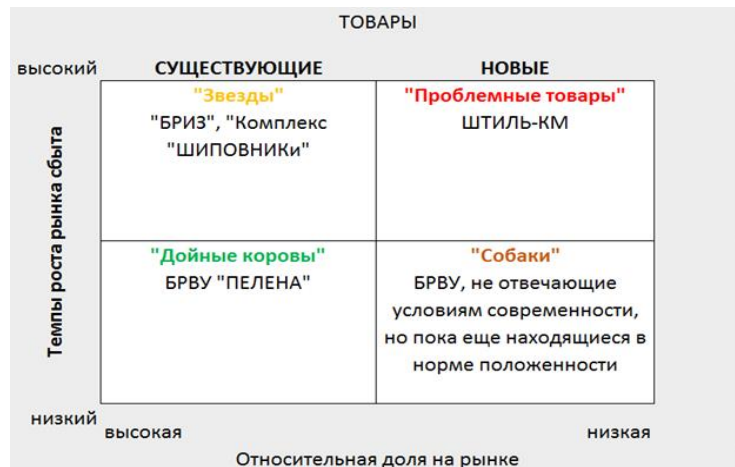 ТОВАРЫ
высокий
СУЩЕСТВУЮЩИЕ
НОВЫЕ
"Звезды"
"БРИЗ", "Комплекс
"ШИПОВНИКи"
"Проблемные товары"
ШТИЛЬ-КМ
Темпы роста рынка сбыта
"Дойные коровы"
БРВУ "ПЕЛЕНА"
"Собаки"
БРВУ, не отвечающие
условиям современности,
но пока еще находящиеся в
норме положенности
низкий
высокая
низкая
Относительная доля на рынке